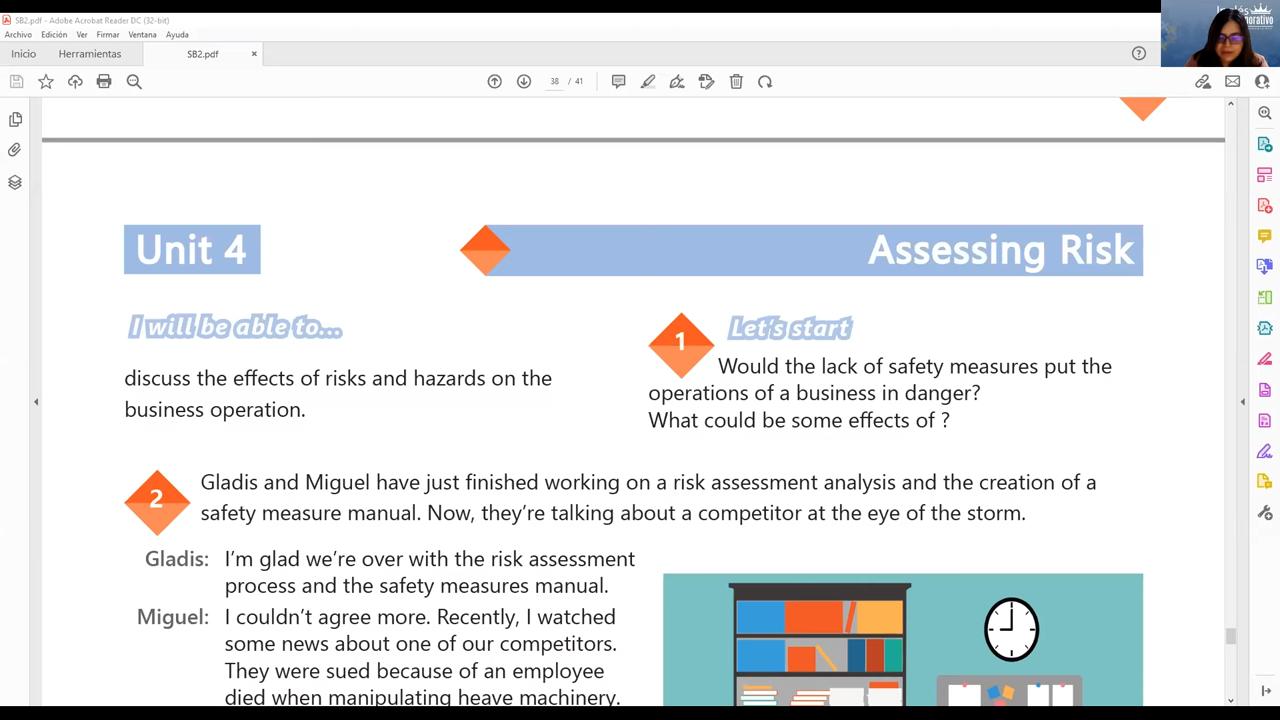 SB2.pdf - Adobe Acrobat Reader DC (32-bit)
Archivo Edición Ver Firmar Ventana Ayuda
Inicio Herramientas SB2.pdf ×
38 / 41
Unit 4
Assessing Risk
I will be able to...
discuss the effects of risks and hazards on the
business operation.
1
Let's start
Would the lack of safety measures put the
operations of a business in danger?
What could be some effects of ?
2
Gladis and Miguel have just finished working on a risk assessment analysis and the creation of a
safety measure manual. Now, they're talking about a competitor at the eye of the storm.
Gladis: I'm glad we're over with the risk assessment
process and the safety measures manual.
Miguel: I couldn't agree more. Recently, I watched
some news about one of our competitors.
They were sued because of an employee
died when manipulating heave machinery.